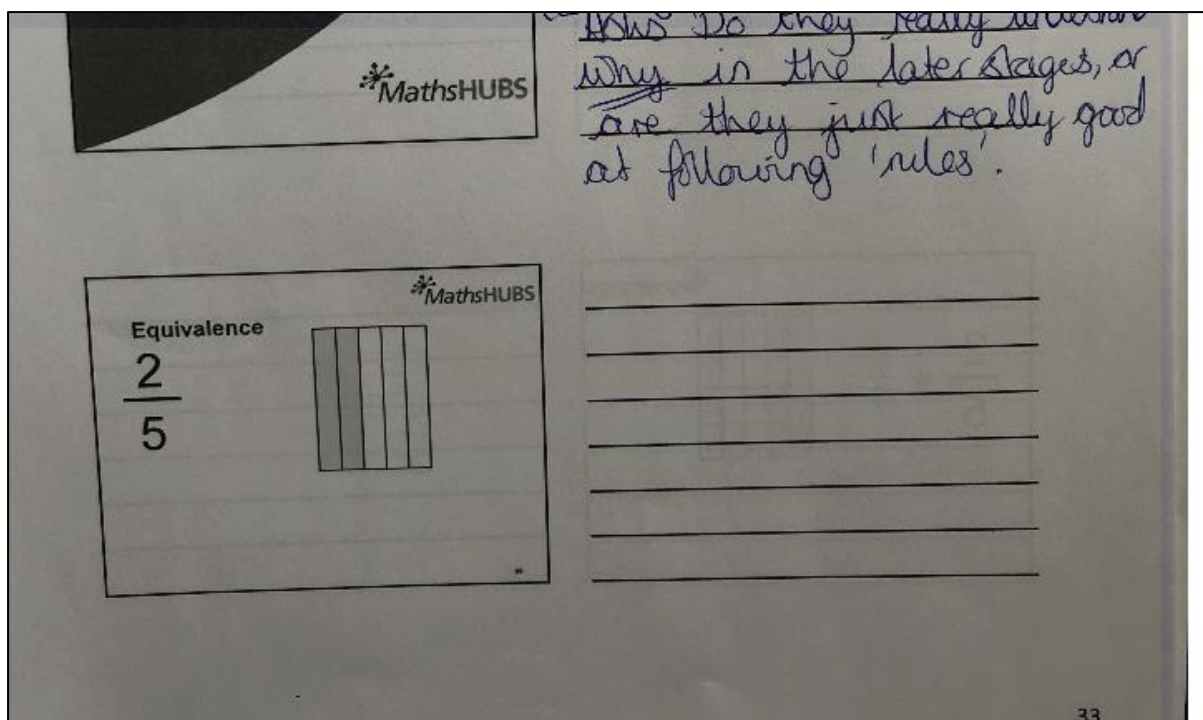 Do they really
MathsHUBS
why in the later stages, or
are they just really good
at following 'rules'.
MathsHUBS
Equivalence
2
5
33